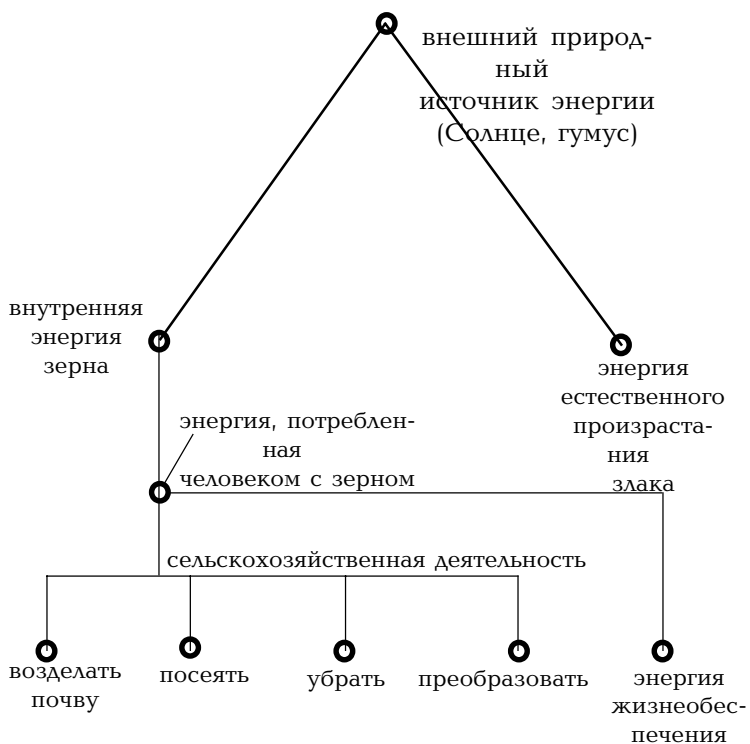 внешний природ-
ный
источник энергии
(Солнце, гумус)
внутренняя
энергия
зерна
энергия
естественного
произраста-
ния
злака
энергия, потреблен-
ная
человеком с зерном
сельскохозяйственная деятельность
возделать
почву
посеять
убрать
преобразовать
энергия
жизнеобес-
печения